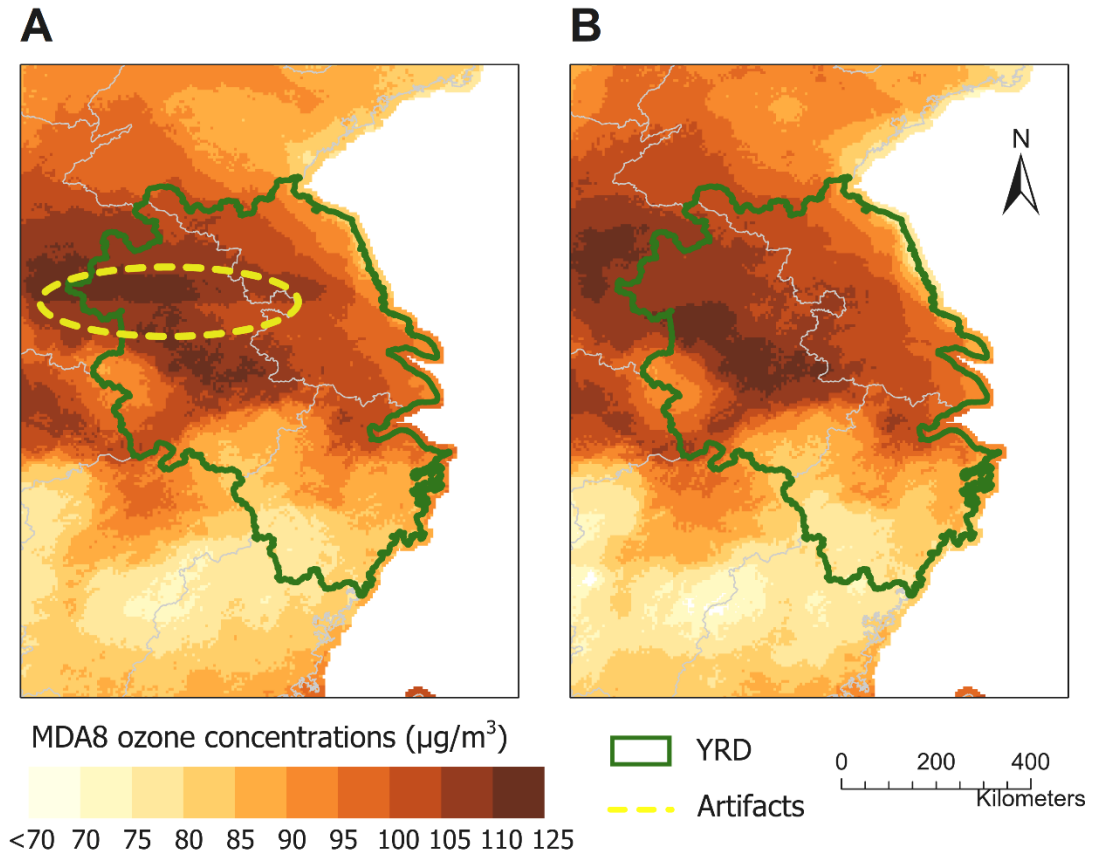 A
B
N
MDA8 ozone concentrations (µg/m³)
<70 70 75 80 85 90 95 100 105 110 125
YRD
Artifacts
0 200 400
Kilometers